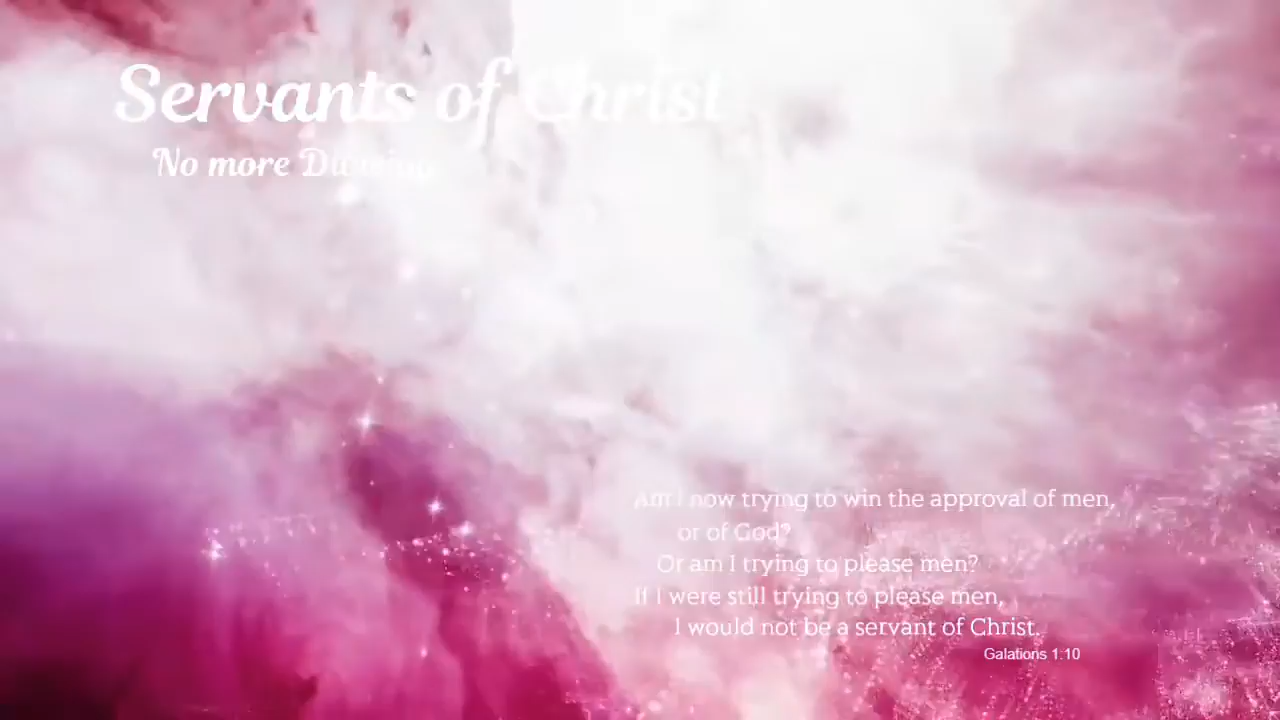 Servants of Christ
No more
Am I now trying to win the approval of men,
or of God?
Or am I trying to please men?
If I were still trying to please men,
I would not be a servant of Christ.
Galations 1:10